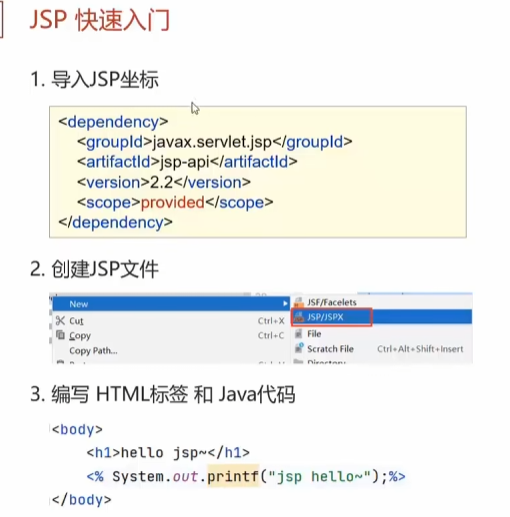 JSP 快速入门
1. 导入JSP坐标
<dependency>
<groupId>javax.servlet.jsp</groupId>
<artifactId>jsp-api</artifactId>
<version>2.2</version>
<scope>provided</scope>
</dependency>
2. 创建JSP文件
New
JSF/Facelets
Cut Ctrl+X
JSP/JSPX
Copy Ctrl+C
File
Copy Path...
Scratch File Ctrl+Alt+Shift+Insert
Directory
3. 编写 HTML标签 和 Java代码
<body>
<h1>hello jsp~</h1>
<% System.out.printf("jsp hello~");%>
</body>